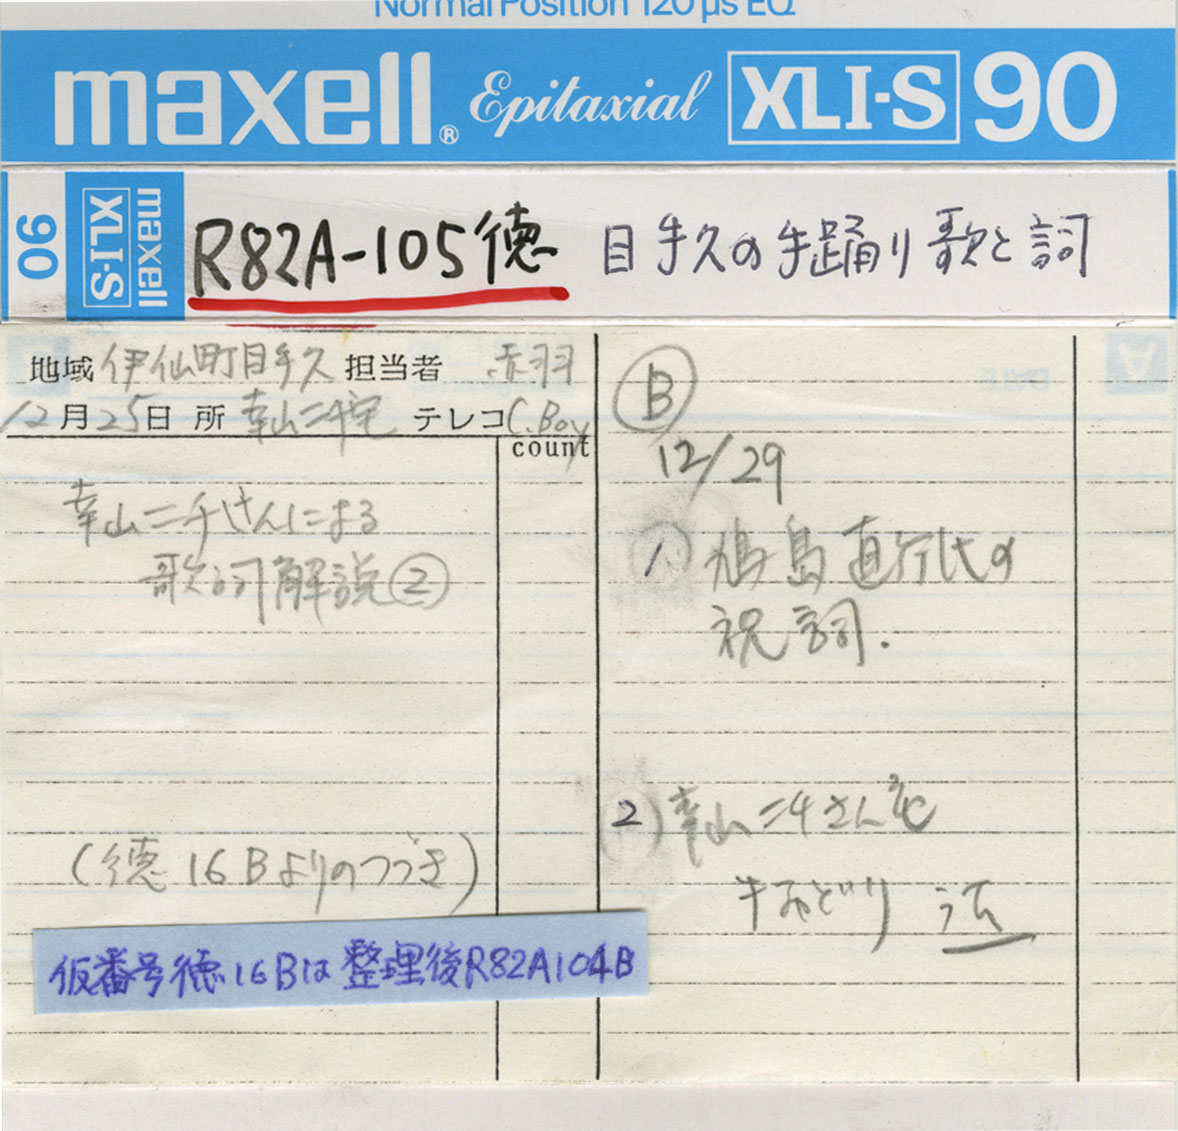 Normal Position 120 μs EQ
maxell® Epitaxial XLI-S 90
90 XLI-S maxell R82A-105徳 目手久の手踊り歌と詞
地域 伊仙町目手久 担当者 赤羽
12月25日 所 幸山二千宅 テレコ C.Boy
count
幸山二千さんによる
歌詞解説②
(徳16Bよりのつづき)
仮番号徳16Bは整理後R82A104B
Ⓑ
12/29
1) 島直行氏の
祝詞.
2) 幸山二千さん宅
手おどり